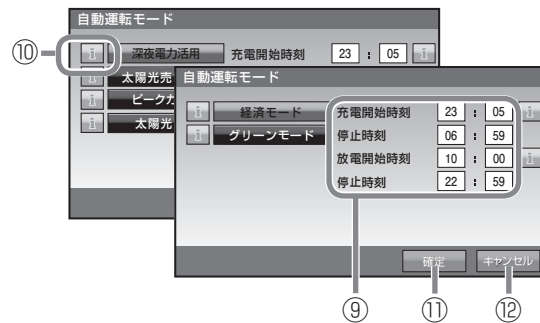 自動運転モード
⑩
i 深夜電力活用 充電開始時刻 23 : 05 i
i 太陽光売
i ピークカ
i 太陽光
自動運転モード
i 経済モード 充電開始時刻 23 : 05 i
i グリーンモード 停止時刻 06 : 59
放電開始時刻 10 : 00 i
停止時刻 22 : 59
確定 キャンセル
⑨ ⑪ ⑫